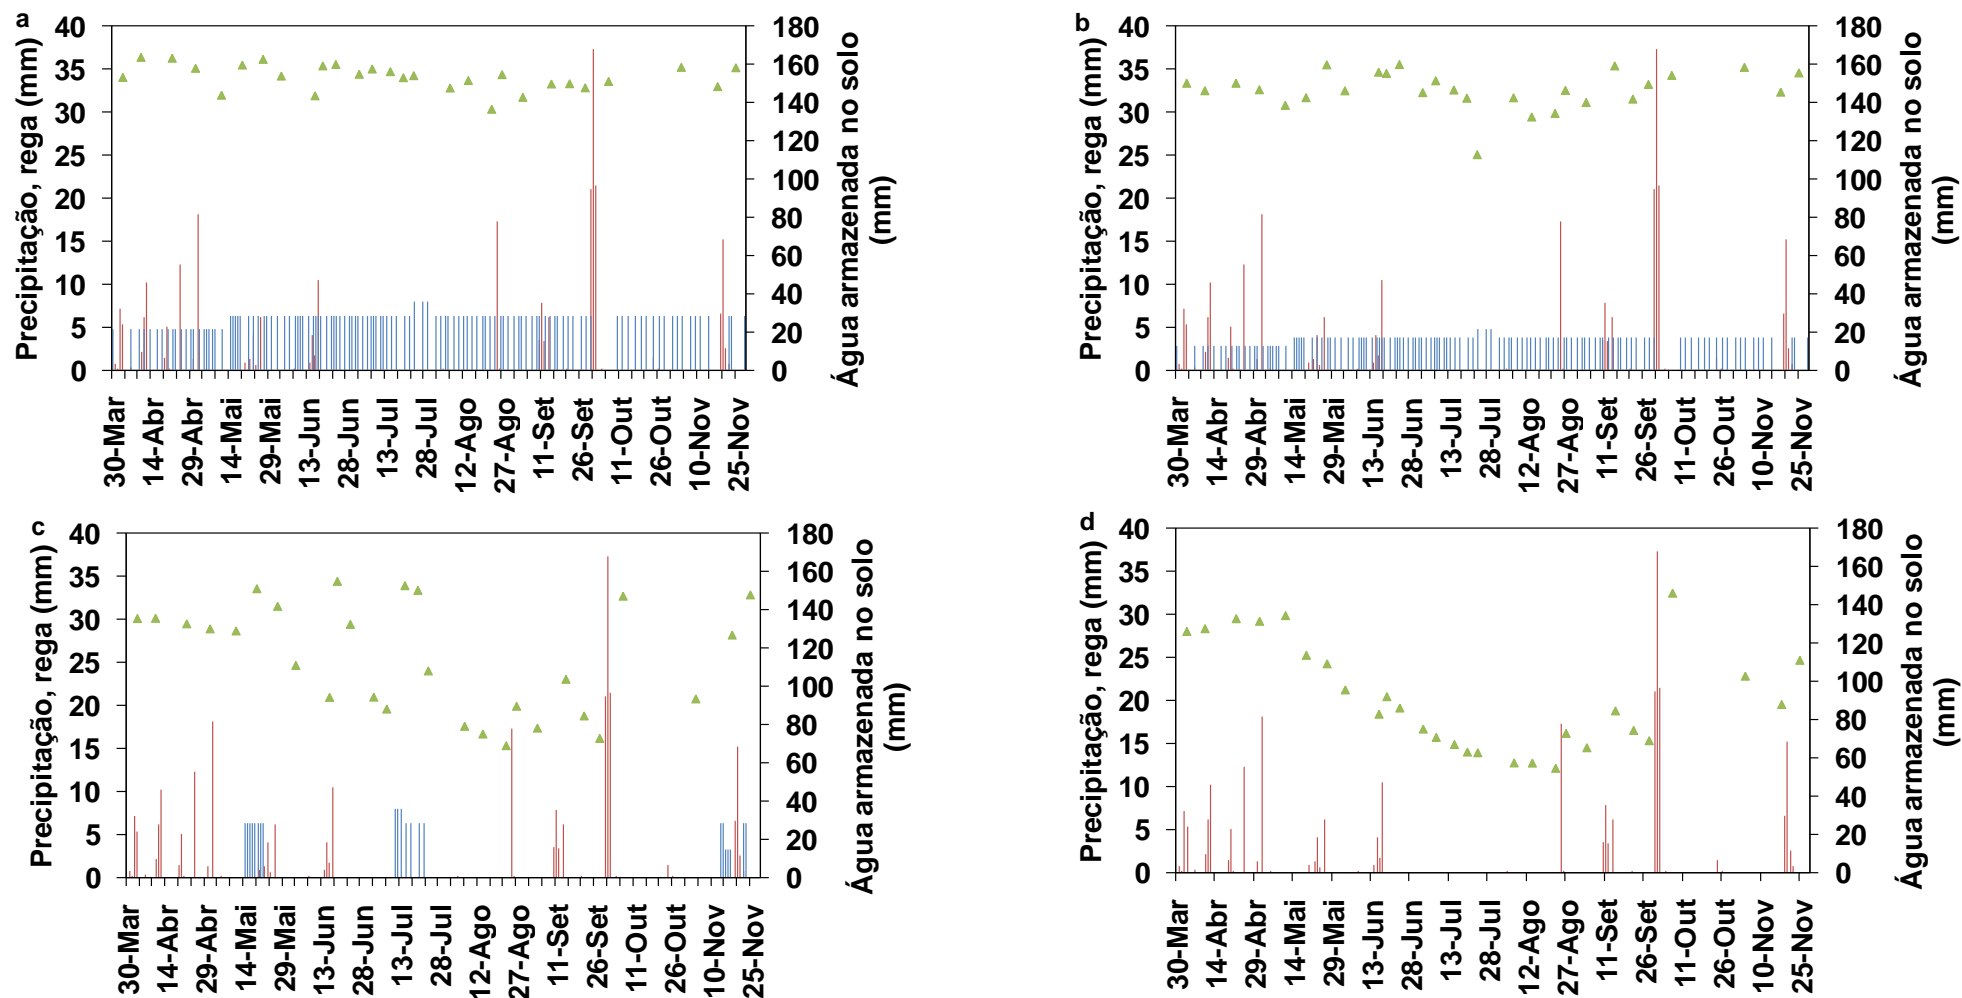 a
Precipitação, rega (mm)
40
35
30
25
20
15
10
5
0
180
160
140
120
100
80
60
40
20
0
Água armazenada no solo
(mm)
30-Mar
14-Abr
29-Abr
14-Mai
29-Mai
13-Jun
28-Jun
13-Jul
28-Jul
12-Ago
27-Ago
11-Set
26-Set
11-Out
26-Out
10-Nov
25-Nov
b
Precipitação, rega (mm)
40
35
30
25
20
15
10
5
0
180
160
140
120
100
80
60
40
20
0
Água armazenada no solo
(mm)
30-Mar
14-Abr
29-Abr
14-Mai
29-Mai
13-Jun
28-Jun
13-Jul
28-Jul
12-Ago
27-Ago
11-Set
26-Set
11-Out
26-Out
10-Nov
25-Nov
c
Precipitação, rega (mm)
40
35
30
25
20
15
10
5
0
180
160
140
120
100
80
60
40
20
0
Água armazenada no solo
(mm)
30-Mar
14-Abr
29-Abr
14-Mai
29-Mai
13-Jun
28-Jun
13-Jul
28-Jul
12-Ago
27-Ago
11-Set
26-Set
11-Out
26-Out
10-Nov
25-Nov
d
Precipitação, rega (mm)
40
35
30
25
20
15
10
5
0
180
160
140
120
100
80
60
40
20
0
Água armazenada no solo
(mm)
30-Mar
14-Abr
29-Abr
14-Mai
29-Mai
13-Jun
28-Jun
13-Jul
28-Jul
12-Ago
27-Ago
11-Set
26-Set
11-Out
26-Out
10-Nov
25-Nov